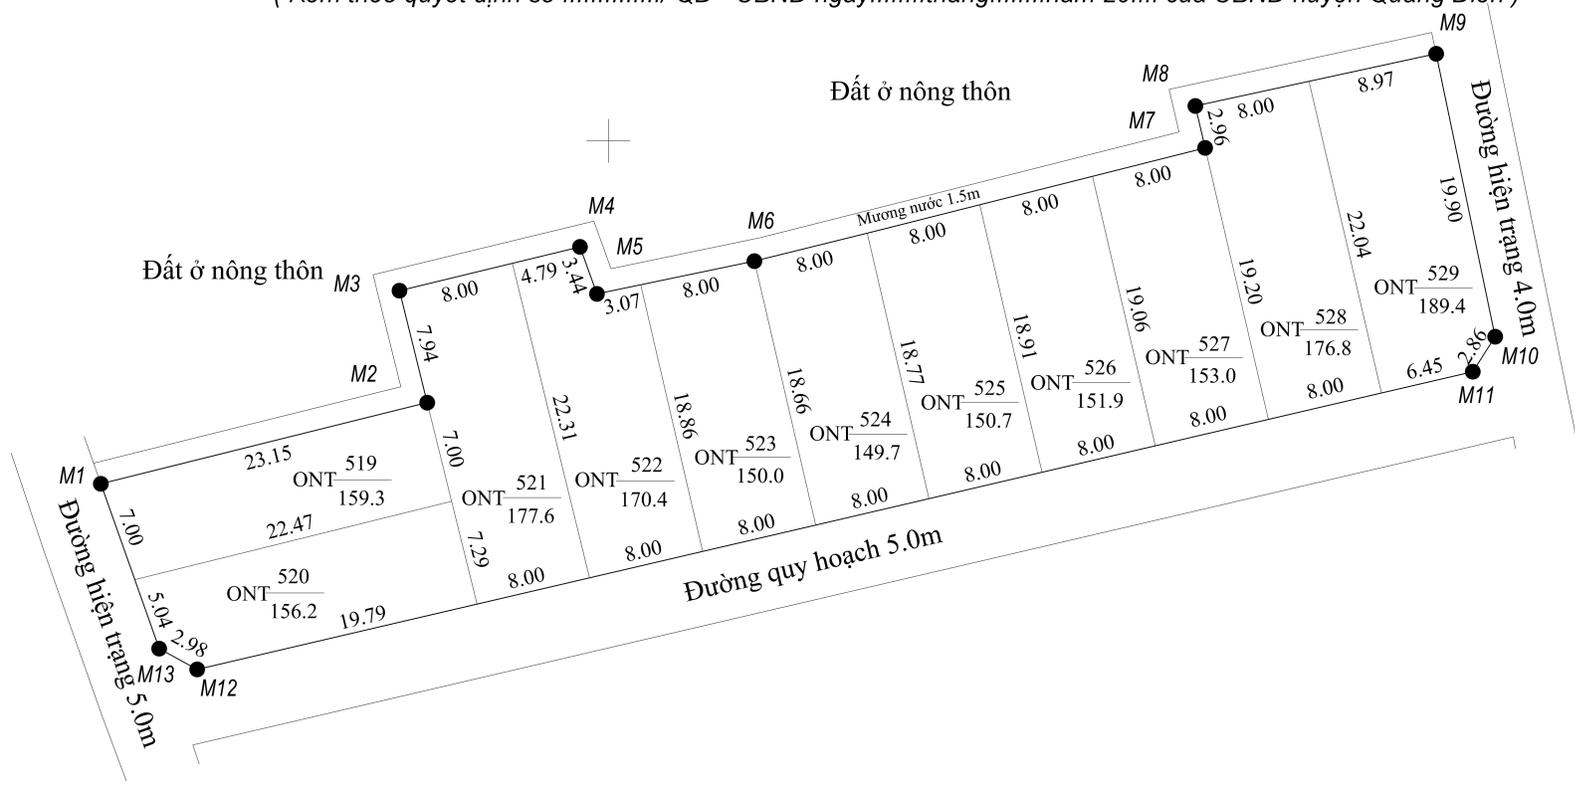 M9
M8
Đất ở nông thôn
8.97
8.00
M7
2.96
Đường hiện trạng 4.0m
8.00
19.90
Mương nước 1.5m
8.00
M4
M6
8.00
22.04
M5
8.00
Đất ở nông thôn
M3
4.79
3.44
8.00
8.00
3.07
19.20
529
ONT
189.4
19.06
528
ONT
176.8
18.91
7.94
2.86
M10
527
ONT
153.0
18.77
6.45
M11
M2
526
ONT
151.9
8.00
18.66
525
ONT
150.7
8.00
22.31
18.86
524
ONT
149.7
8.00
7.00
23.15
523
ONT
150.0
8.00
M1
519
ONT
159.3
522
ONT
170.4
8.00
521
ONT
177.6
8.00
7.00
22.47
8.00
7.29
8.00
8.00
Đường quy hoạch 5.0m
520
ONT
156.2
5.04
19.79
2.98
M13
M12
Đường hiện trạng 5.0m